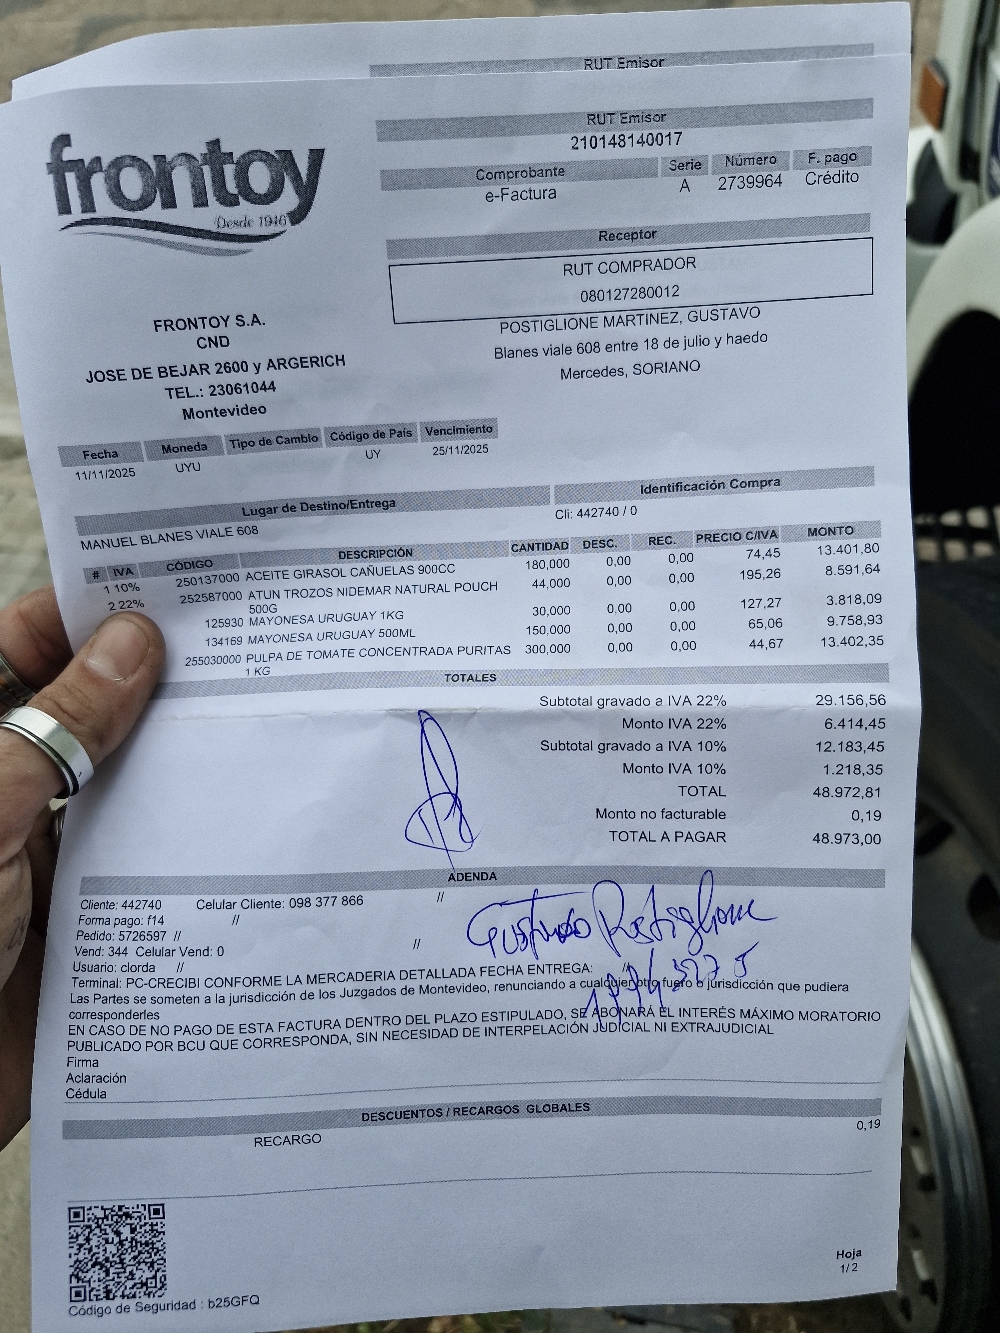 RUT Emisor
frontoy
Desde 1946
RUT Emisor
210148140017
Comprobante Serie Número F. pago
e-Factura A 2739964 Crédito
Receptor
RUT COMPRADOR
080127280012
POSTIGLIONE MARTINEZ, GUSTAVO
Blanes viale 608 entre 18 de julio y haedo
Mercedes, SORIANO
FRONTOY S.A.
CND
JOSE DE BEJAR 2600 y ARGERICH
TEL.: 23061044
Montevideo
Fecha Moneda Tipo de Cambio Código de País Vencimiento
11/11/2025 UYU UY 25/11/2025
Lugar de Destino/Entrega Identificación Compra
MANUEL BLANES VIALE 608 Cli: 442740 / 0
# IVA CÓDIGO DESCRIPCIÓN CANTIDAD DESC. REC. PRECIO C/IVA MONTO
1 10% 250137000 ACEITE GIRASOL CAÑUELAS 900CC 180,000 0,00 0,00 74,45 13.401,80
2 22% 252587000 ATUN TROZOS NIDEMAR NATURAL POUCH 44,000 0,00 0,00 195,26 8.591,64
500G
125930 MAYONESA URUGUAY 1KG 30,000 0,00 0,00 127,27 3.818,09
134169 MAYONESA URUGUAY 500ML 150,000 0,00 0,00 65,06 9.758,93
255030000 PULPA DE TOMATE CONCENTRADA PURITAS 300,000 0,00 0,00 44,67 13.402,35
1 KG
TOTALES
Subtotal gravado a IVA 22% 29.156,56
Monto IVA 22% 6.414,45
Subtotal gravado a IVA 10% 12.183,45
Monto IVA 10% 1.218,35
TOTAL 48.972,81
Monto no facturable 0,19
TOTAL A PAGAR 48.973,00
ADENDA
Cliente: 442740 Celular Cliente: 098 377 866 //
Forma pago: f14 //
Pedido: 5726597 //
Vend: 344 Celular Vend: 0 //
Usuario: clorda //
Gustavo Postiglione
Terminal: PC-CRECIBI CONFORME LA MERCADERIA DETALLADA FECHA ENTREGA: //
Las Partes se someten a la jurisdicción de los Juzgados de Montevideo, renunciando a cualquier otro fuero o jurisdicción que pudiera
corresponderles
EN CASO DE NO PAGO DE ESTA FACTURA DENTRO DEL PLAZO ESTIPULADO, SE ABONARÁ EL INTERÉS MÁXIMO MORATORIO
PUBLICADO POR BCU QUE CORRESPONDA, SIN NECESIDAD DE INTERPELACIÓN JUDICIAL NI EXTRAJUDICIAL
Firma
Aclaración
Cédula
DESCUENTOS / RECARGOS GLOBALES
RECARGO 0,19
Hoja
1/ 2
Código de Seguridad : b25GFQ